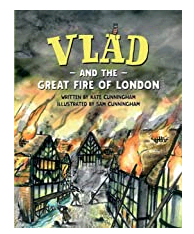 VLAD
- AND THE -
GREAT FIRE OF LONDON
WRITTEN BY KATE CUNNINGHAM
ILLUSTRATED BY SAM CUNNINGHAM